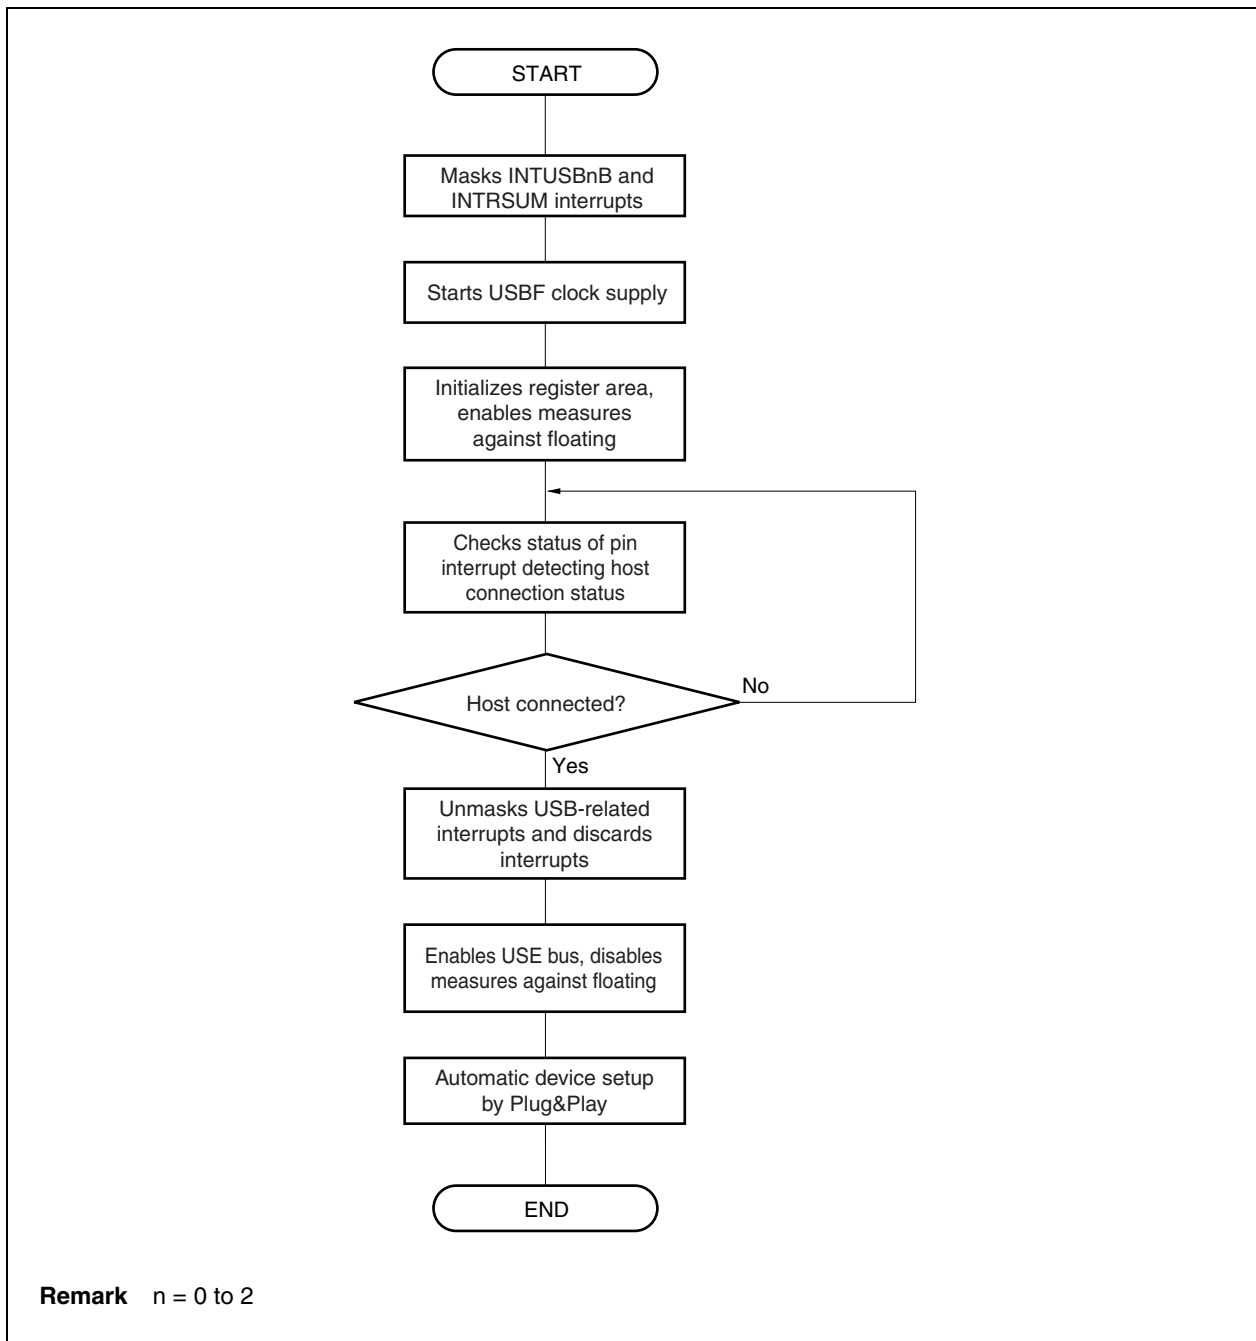 START
Masks INTUSBnB and
INTRSUM interrupts
Starts USBF clock supply
Initializes register area,
enables measures
against floating
Checks status of pin
interrupt detecting host
connection status
Host connected?
No
Yes
Unmasks USB-related
interrupts and discards
interrupts
Enables USE bus, disables
measures against floating
Automatic device setup
by Plug&Play
END
Remark n = 0 to 2